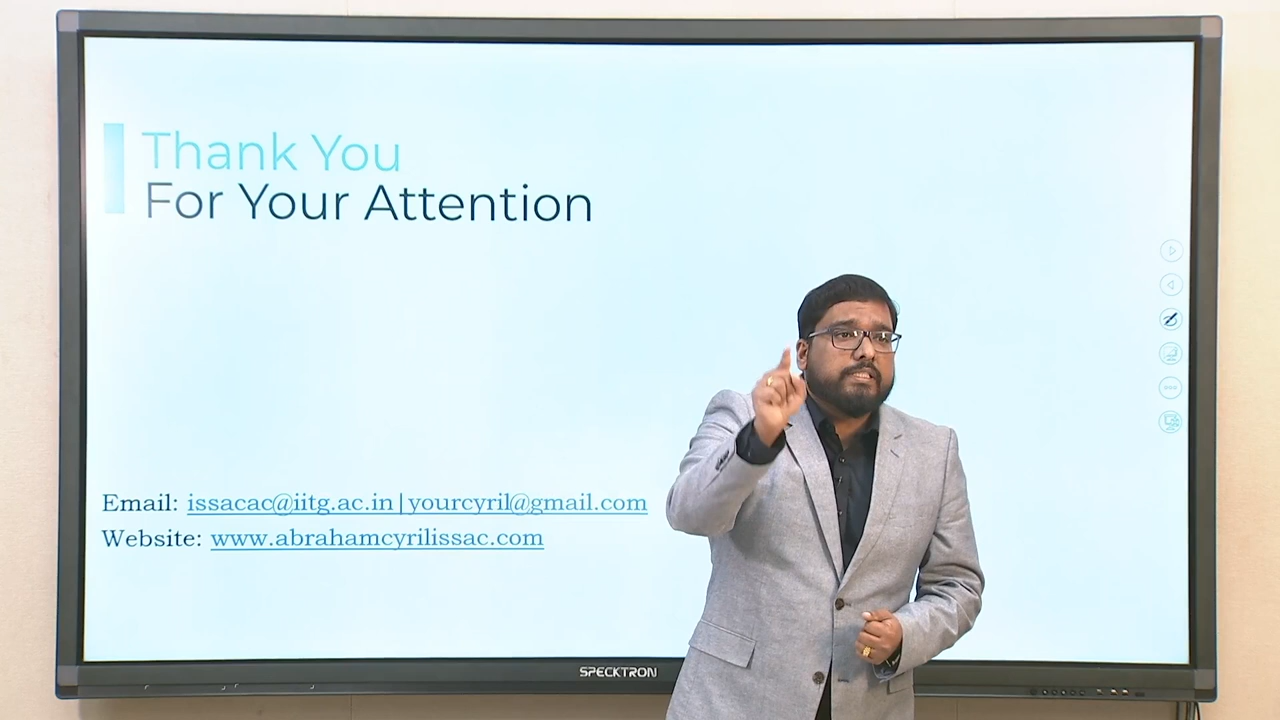 Thank You
For Your Attention
Email: issacac@iitg.ac.in|yourcyril@gmail.com
Website: www.abrahamcyrilissac.com
SPECKTRON